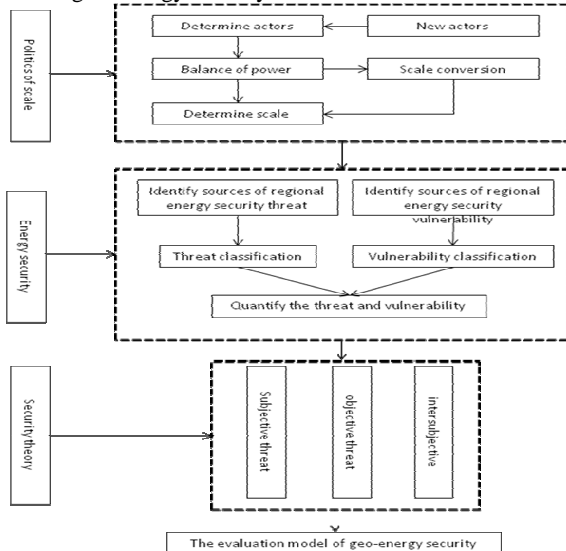 Politics of scale
Determine actors
New actors
Balance of power
Scale conversion
Determine scale
Energy security
Identify sources of regional
energy security threat
Identify sources of regional
energy security
vulnerability
Threat classification
Vulnerability classification
Quantify the threat and vulnerability
Security theory
Subjective threat
objective threat
intersubjective
The evaluation model of geo-energy security